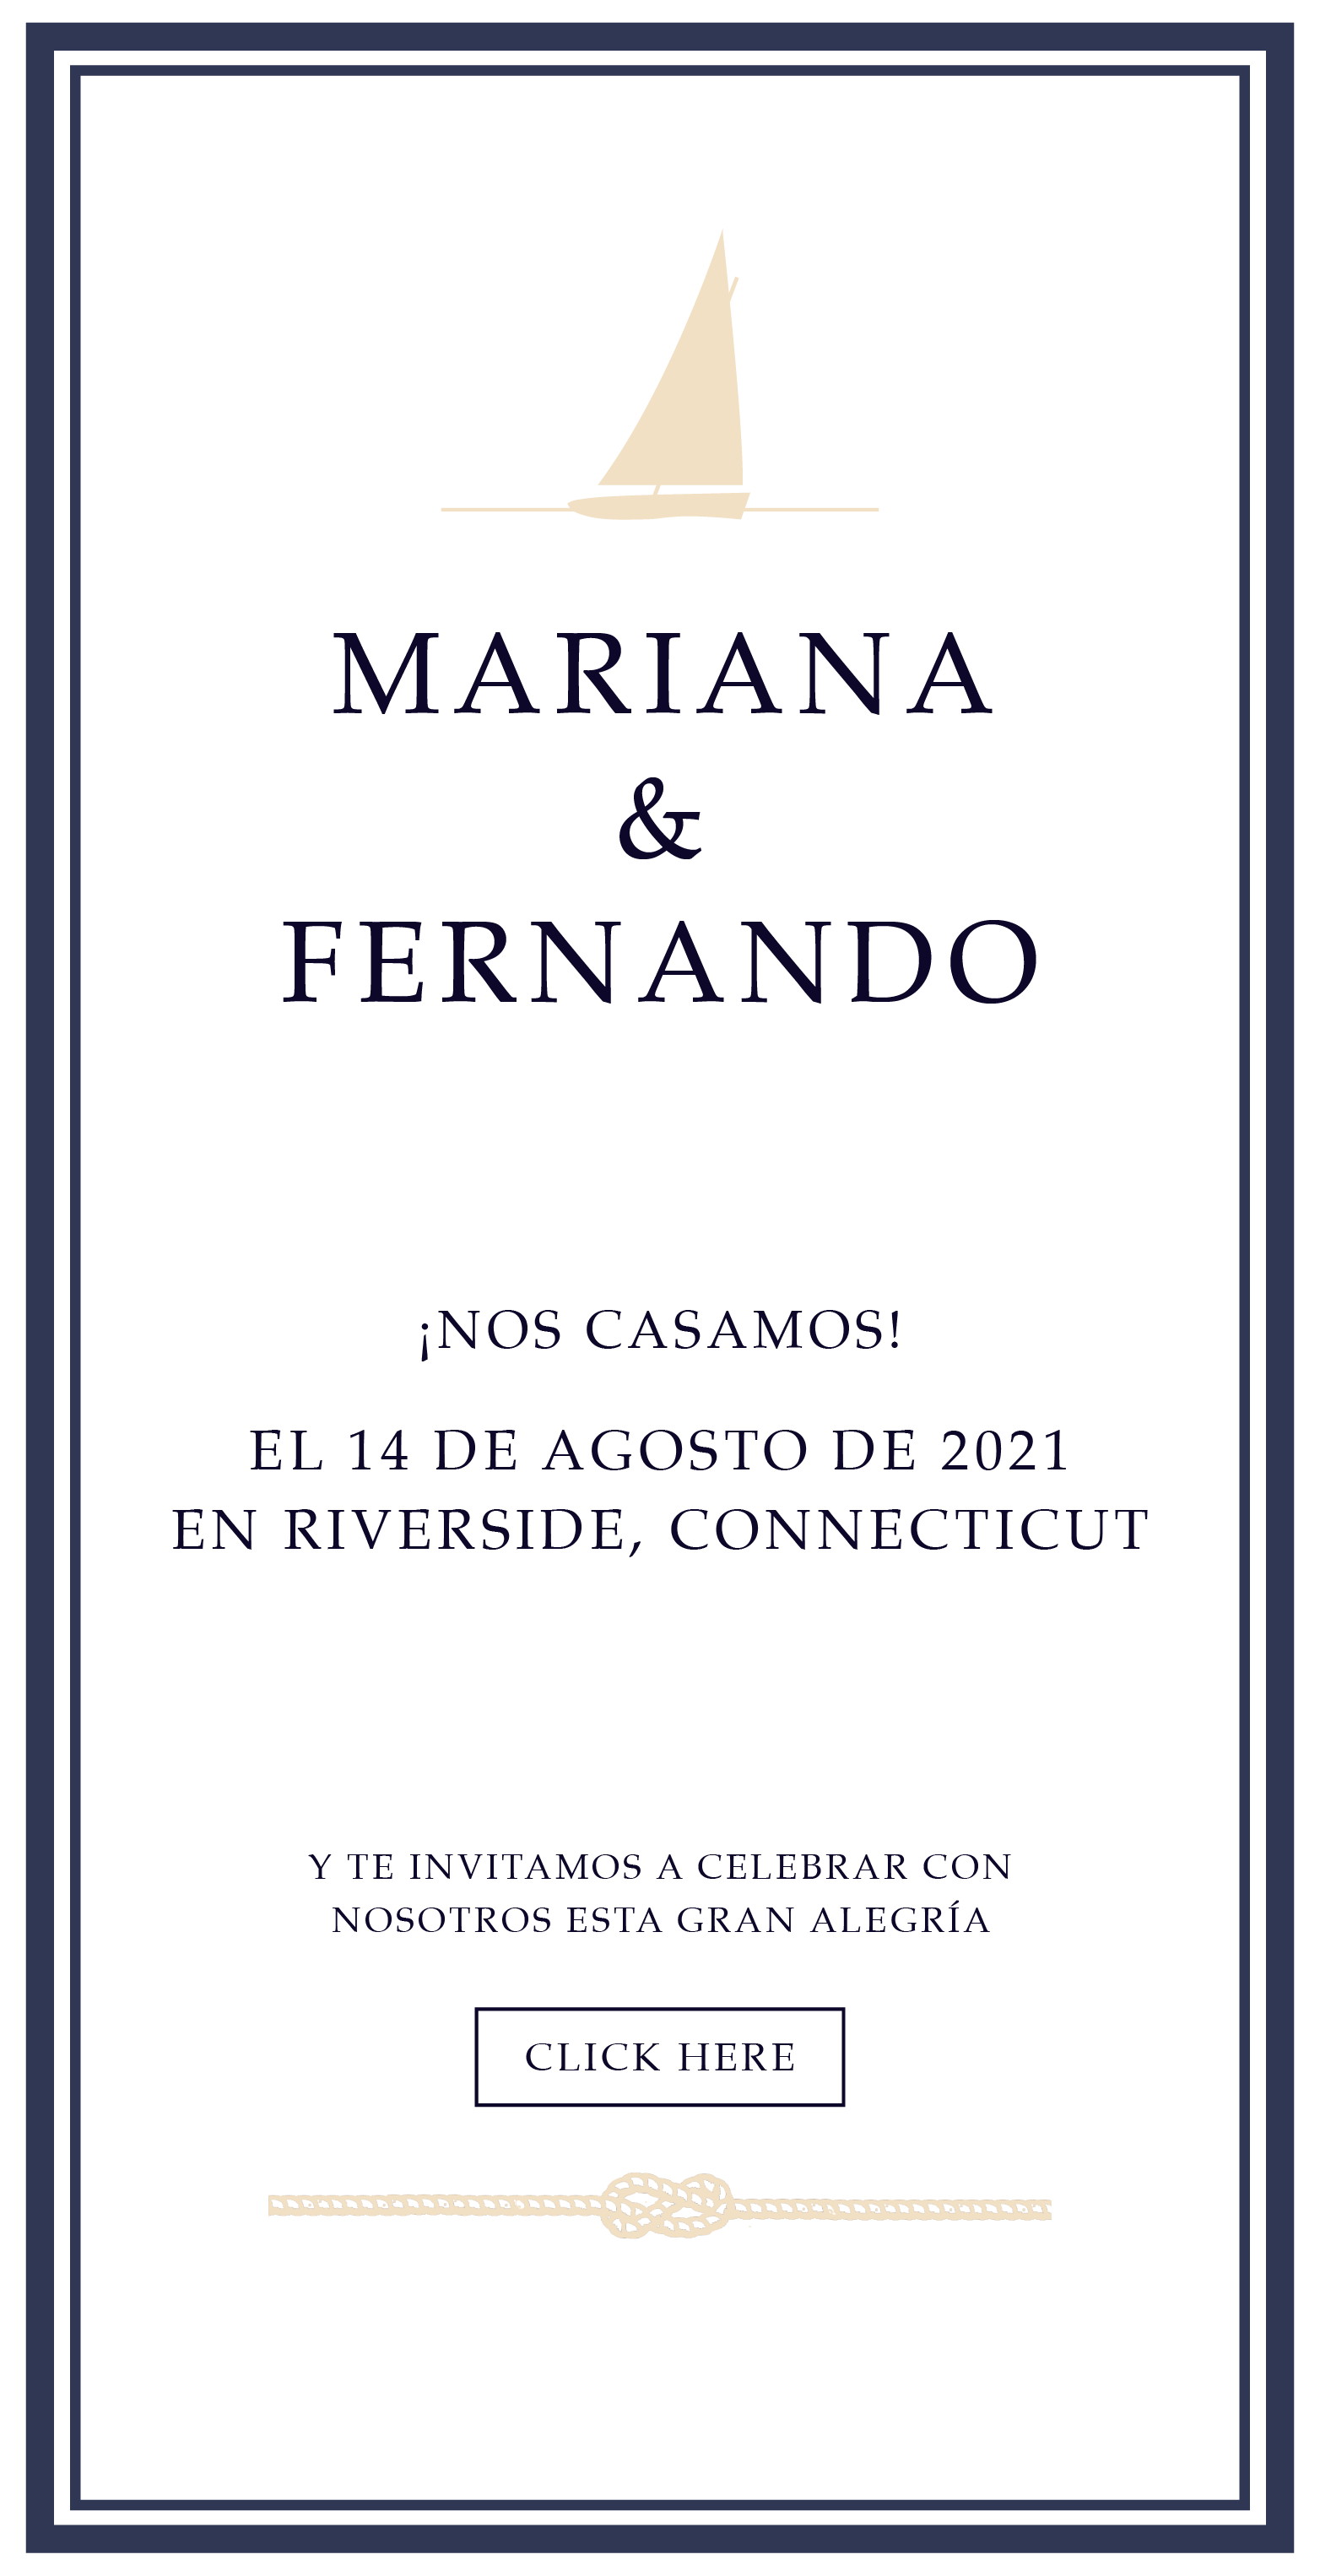 MARIANA
&
FERNANDO
¡NOS CASAMOS!
EL 14 DE AGOSTO DE 2021
EN RIVERSIDE, CONNECTICUT
Y TE INVITAMOS A CELEBRAR CON
NOSOTROS ESTA GRAN ALEGRÍA
CLICK HERE